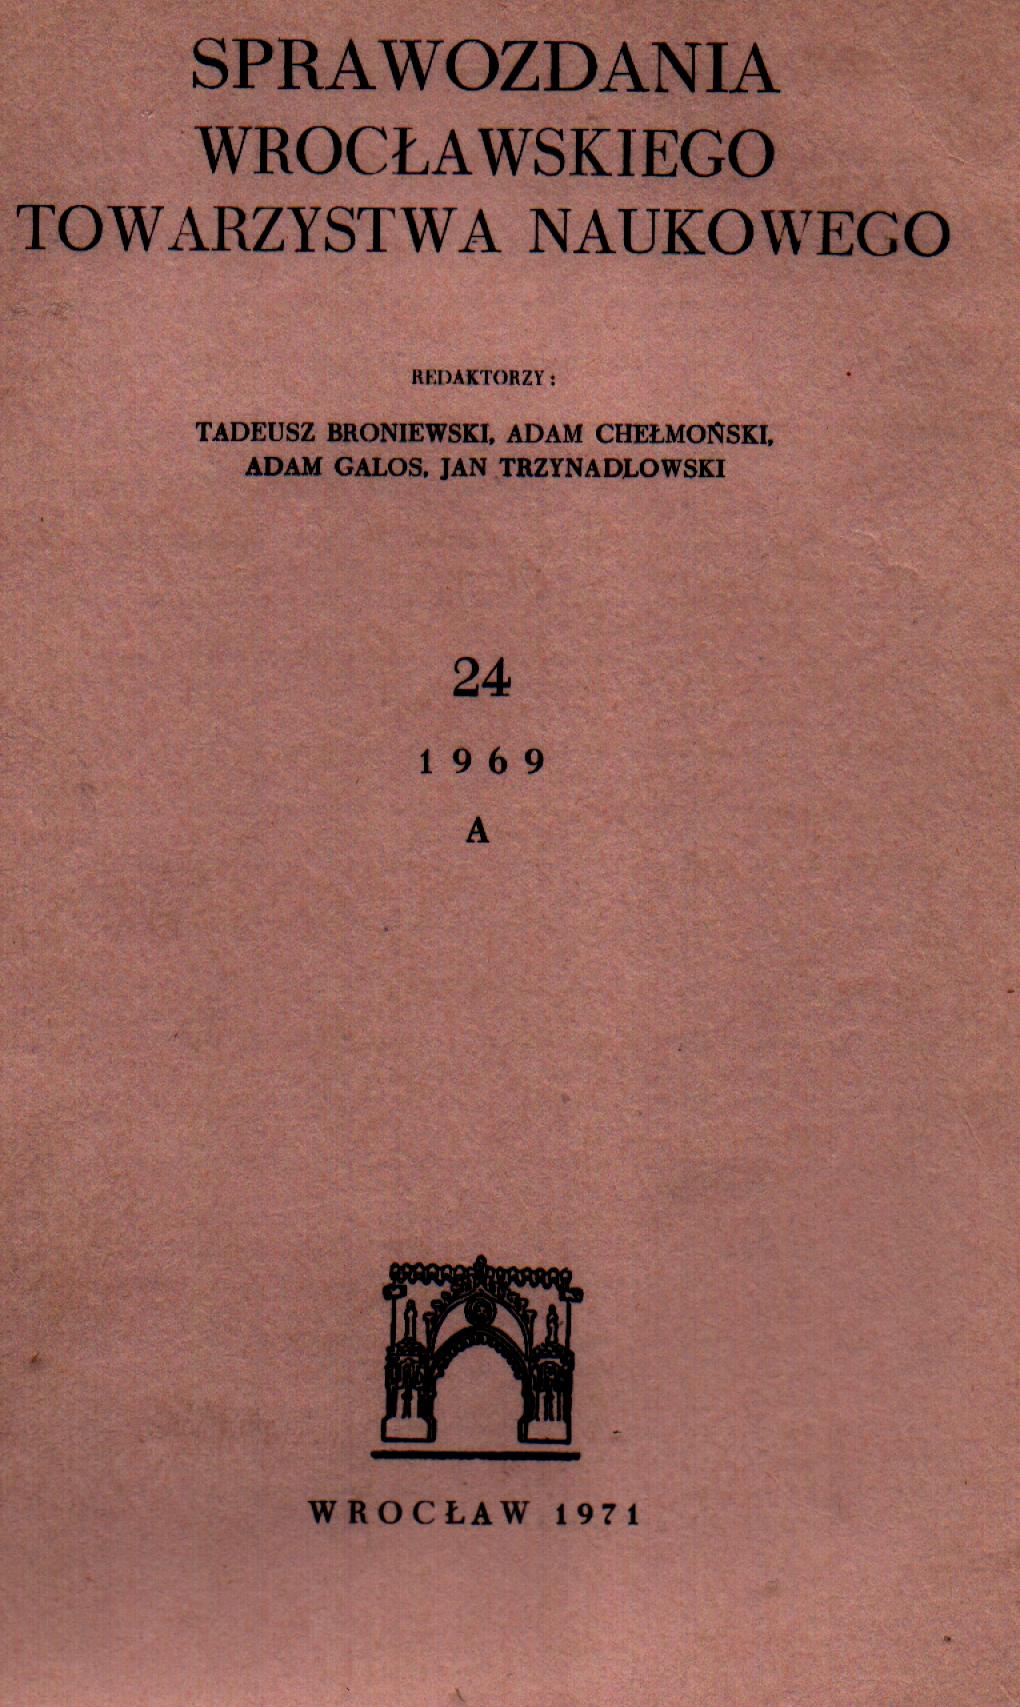 SPRAWOZDANIA
WROCŁAWSKIEGO
TOWARZYSTWA NAUKOWEGO
REDAKTORZY:
TADEUSZ BRONIEWSKI, ADAM CHEŁMOŃSKI,
ADAM GALOS, JAN TRZYNADLOWSKI
24
1969
A
WROCŁAW 1971